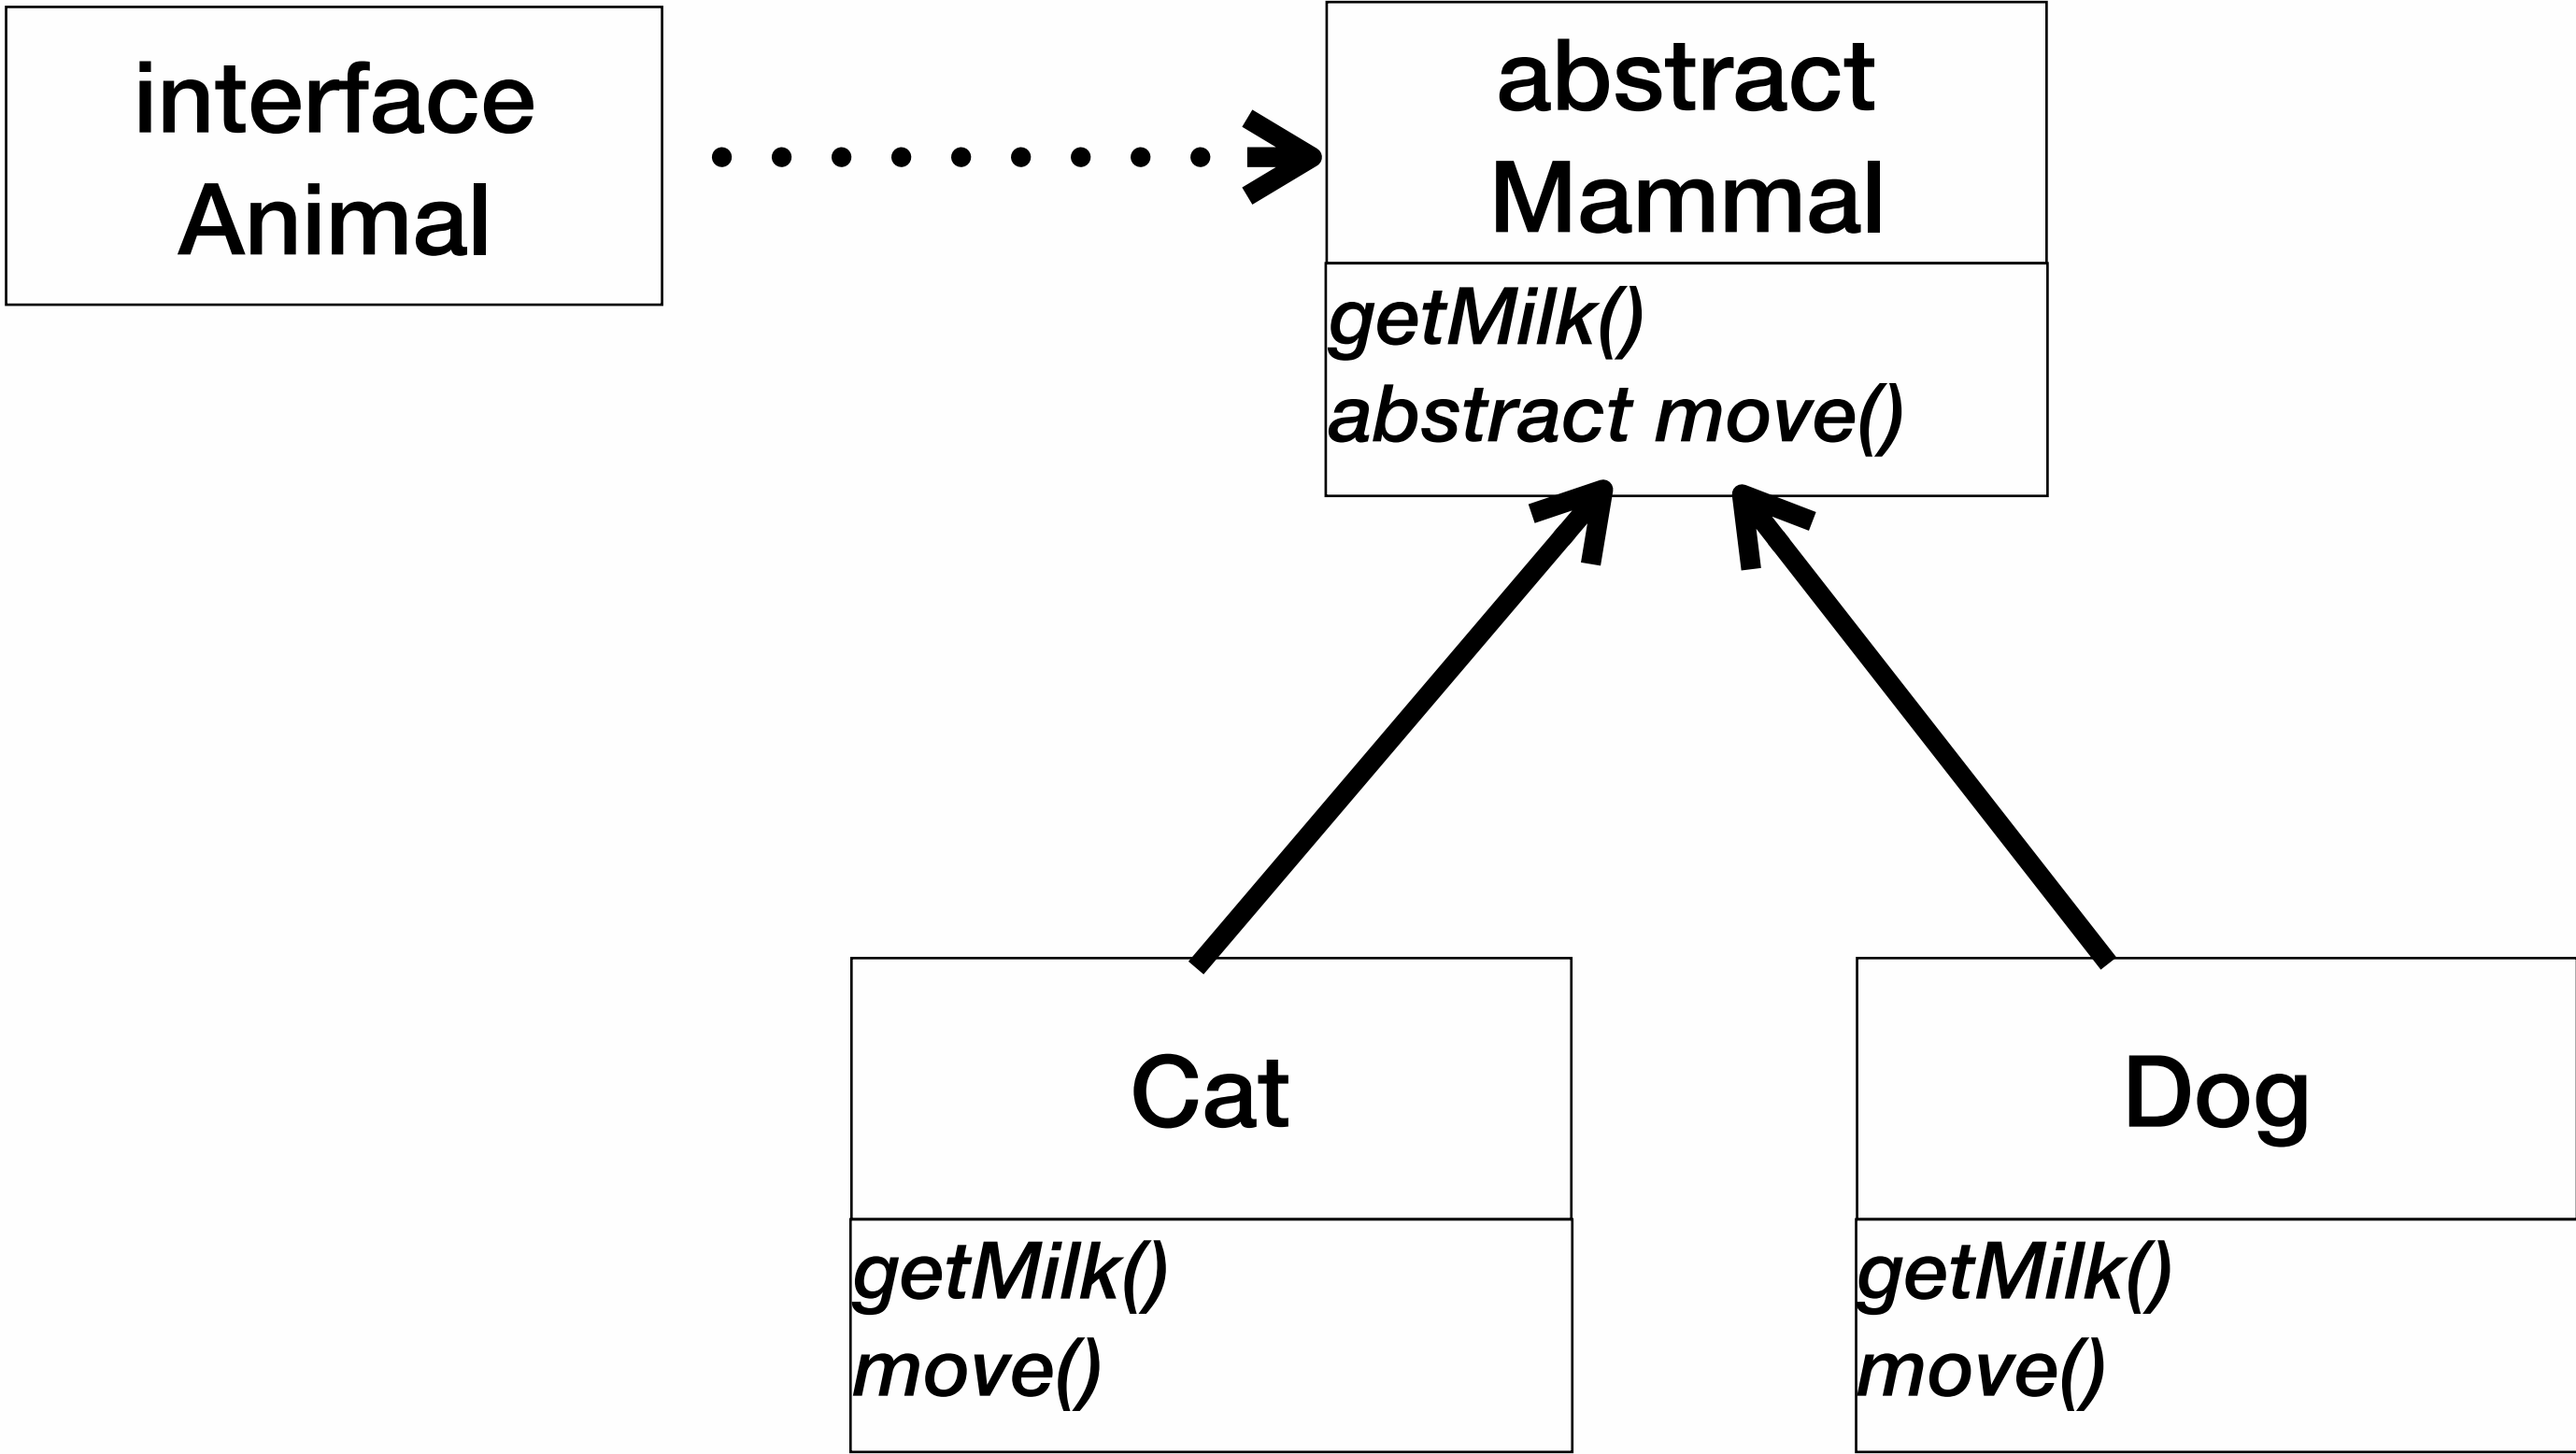 interface
Animal
abstract
Mammal
getMilk()
abstract move()
Cat
getMilk()
move()
Dog
getMilk()
move()